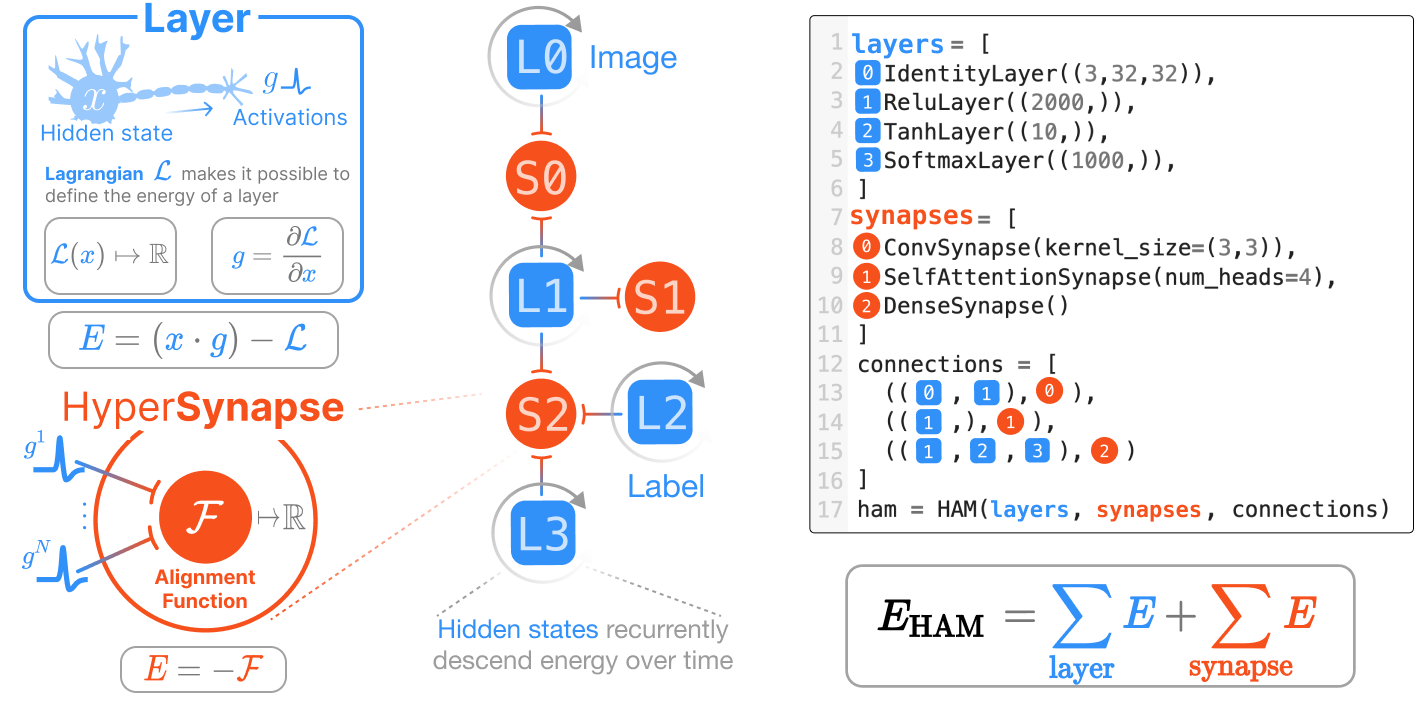 Layer
x
g
Hidden state
Activations
Lagrangian ℒ makes it possible to
define the energy of a layer
ℒ(x) ↦ ℝ
g = ∂ℒ/∂x
E = (x · g) − ℒ
HyperSynapse
g¹
⋮
gᴺ
ℱ ↦ ℝ
Alignment
Function
E = −ℱ
L0
Image
S0
L1
S1
S2
L2
Label
L3
Hidden states recurrently
descend energy over time
1 layers = [
2 0 IdentityLayer((3,32,32)),
3 1 ReluLayer((2000,)),
4 2 TanhLayer((10,)),
5 3 SoftmaxLayer((1000,)),
6 ]
7 synapses = [
8 0 ConvSynapse(kernel_size=(3,3)),
9 1 SelfAttentionSynapse(num_heads=4),
10 2 DenseSynapse()
11 ]
12 connections = [
13 (( 0 , 1 ), 0 ),
14 (( 1 ,), 1 ),
15 (( 1 , 2 , 3 ), 2 )
16 ]
17 ham = HAM(layers, synapses, connections)
E_HAM = ∑ E + ∑ E
layer synapse